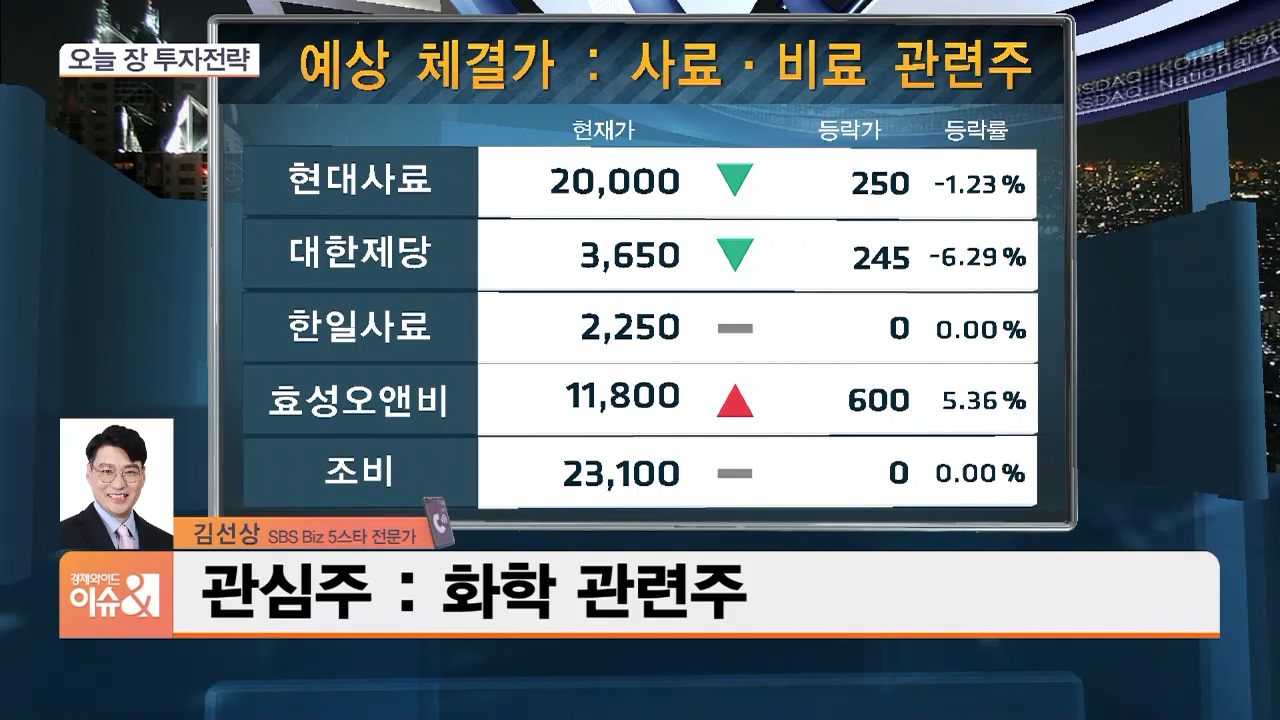 오늘 장 투자전략
예상 체결가 : 사료·비료 관련주
현재가 등락가 등락률
현대사료 20,000 ▼ 250 -1.23%
대한제당 3,650 ▼ 245 -6.29%
한일사료 2,250 0 0.00%
효성오앤비 11,800 ▲ 600 5.36%
조비 23,100 0 0.00%
김선상 SBS Biz 5스타 전문가
경제와이드
이슈&
관심주 : 화학 관련주